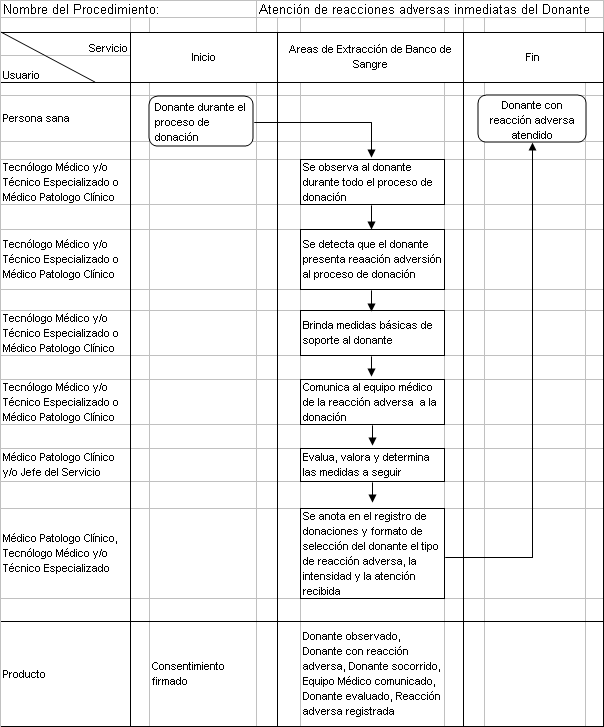 Nombre del Procedimiento:
Atención de reacciones adversas inmediatas del Donante
Servicio
Usuario
Inicio
Areas de Extracción de Banco de
Sangre
Fin
Persona sana
Donante durante el
proceso de
donación
Donante con
reacción adversa
atendido
Tecnólogo Médico y/o
Técnico Especializado o
Médico Patologo Clínico
Se observa al donante
durante todo el proceso de
donación
Tecnólogo Médico y/o
Técnico Especializado o
Médico Patologo Clínico
Se detecta que el donante
presenta reaación adversión
al proceso de donación
Tecnólogo Médico y/o
Técnico Especializado o
Médico Patologo Clínico
Brinda medidas básicas de
soporte al donante
Tecnólogo Médico y/o
Técnico Especializado o
Médico Patologo Clínico
Comunica al equipo médico
de la reacción adversa a la
donación
Médico Patologo Clínico
y/o Jefe del Servicio
Evalua, valora y determina
las medidas a seguir
Médico Patologo Clínico,
Tecnólogo Médico y/o
Técnico Especializado
Se anota en el registro de
donaciones y formato de
selección del donante el tipo
de reacción adversa, la
intensidad y la atención
recibida
Producto
Consentimiento
firmado
Donante observado,
Donante con reacción
adversa, Donante socorrido,
Equipo Médico comunicado,
Donante evaluado, Reacción
adversa registrada